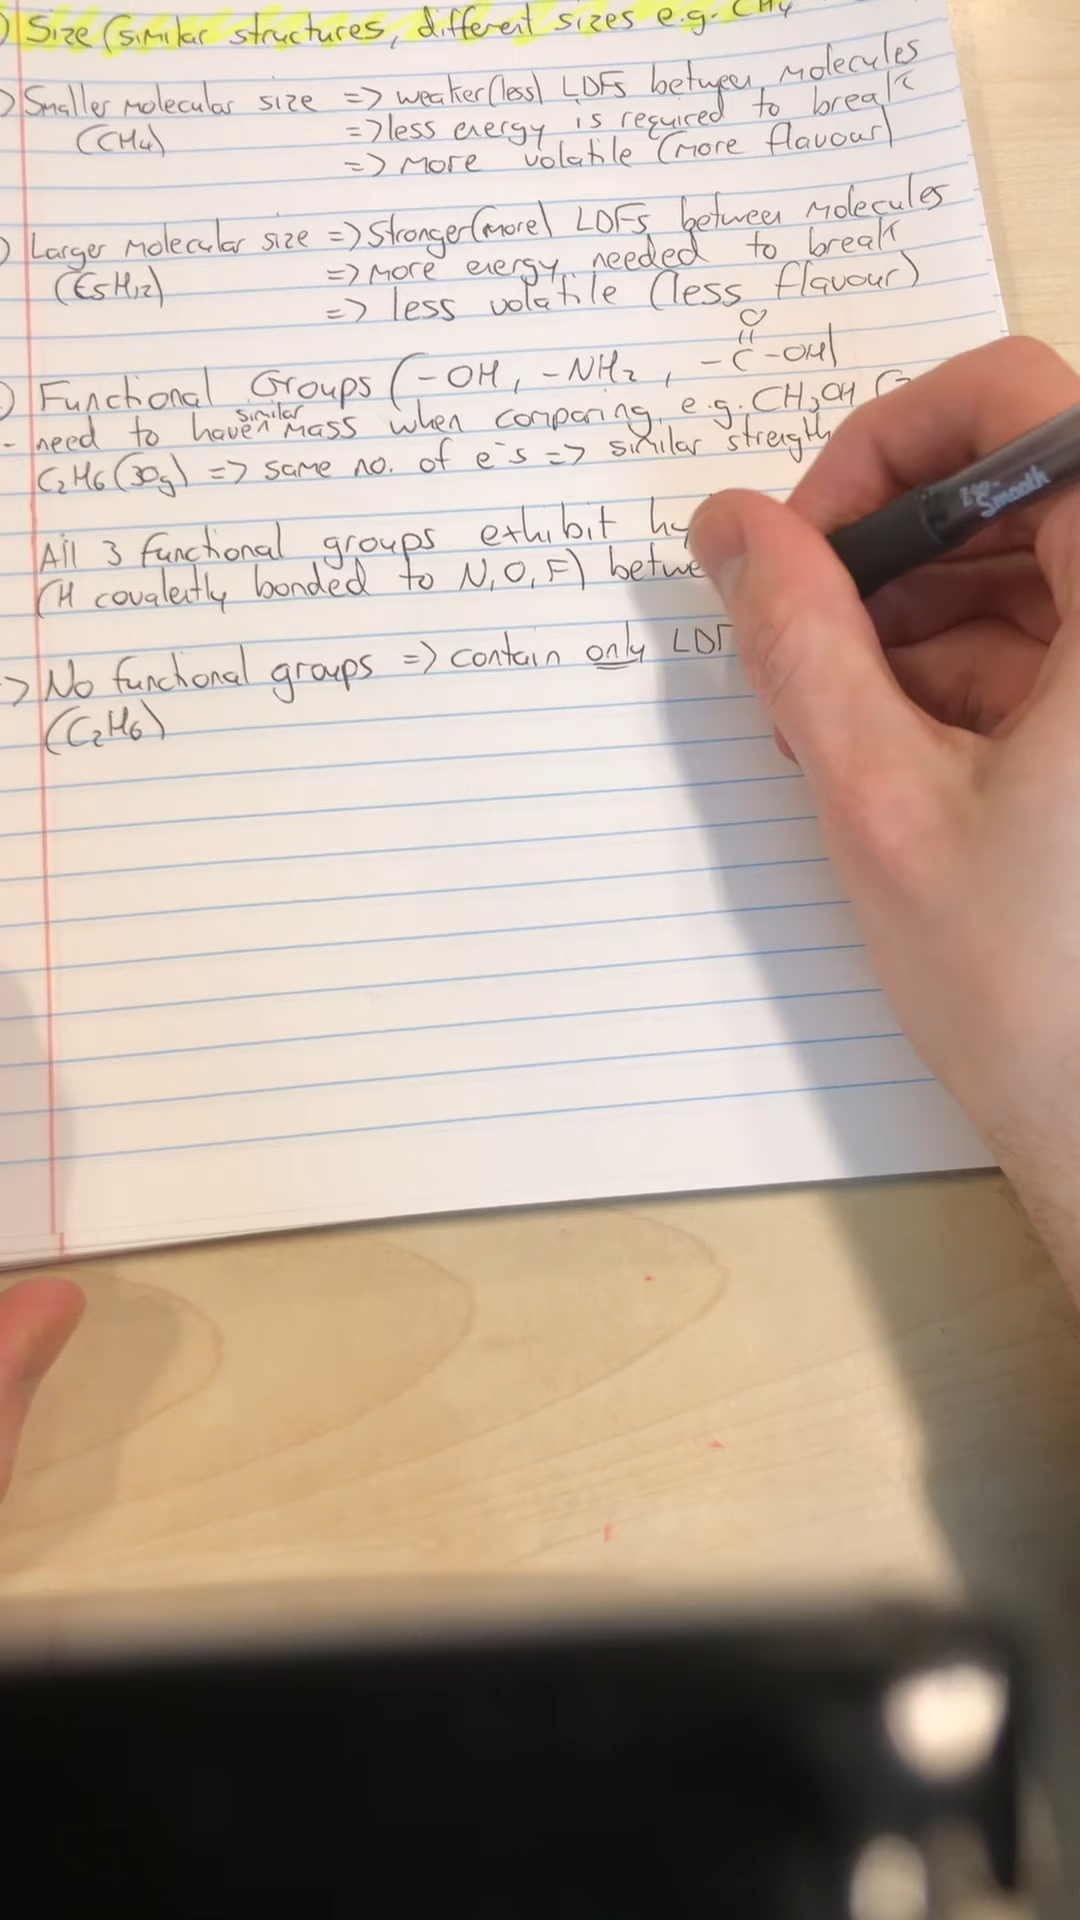 Size (similar structures, different sizes e.g. CH4
Smaller molecular size => weaker (less) LDFs between molecules
(CH4) => less energy is required to break
=> more volatile (more flavour)
Larger molecular size => Stronger (more) LDFs between molecules
(C5H12) => more energy needed to break
=> less volatile (less flavour)
O
Functional Groups (-OH, -NH2, -C-OH)
similar
- need to have mass when comparing, e.g. CH3OH
C2H6 (30g) => same no. of e-s => similar strength
All 3 functional groups exhibit hy
(H covalently bonded to N,O,F) betwe
-> No functional groups => contain only LDF
(C2H6)
Smooth